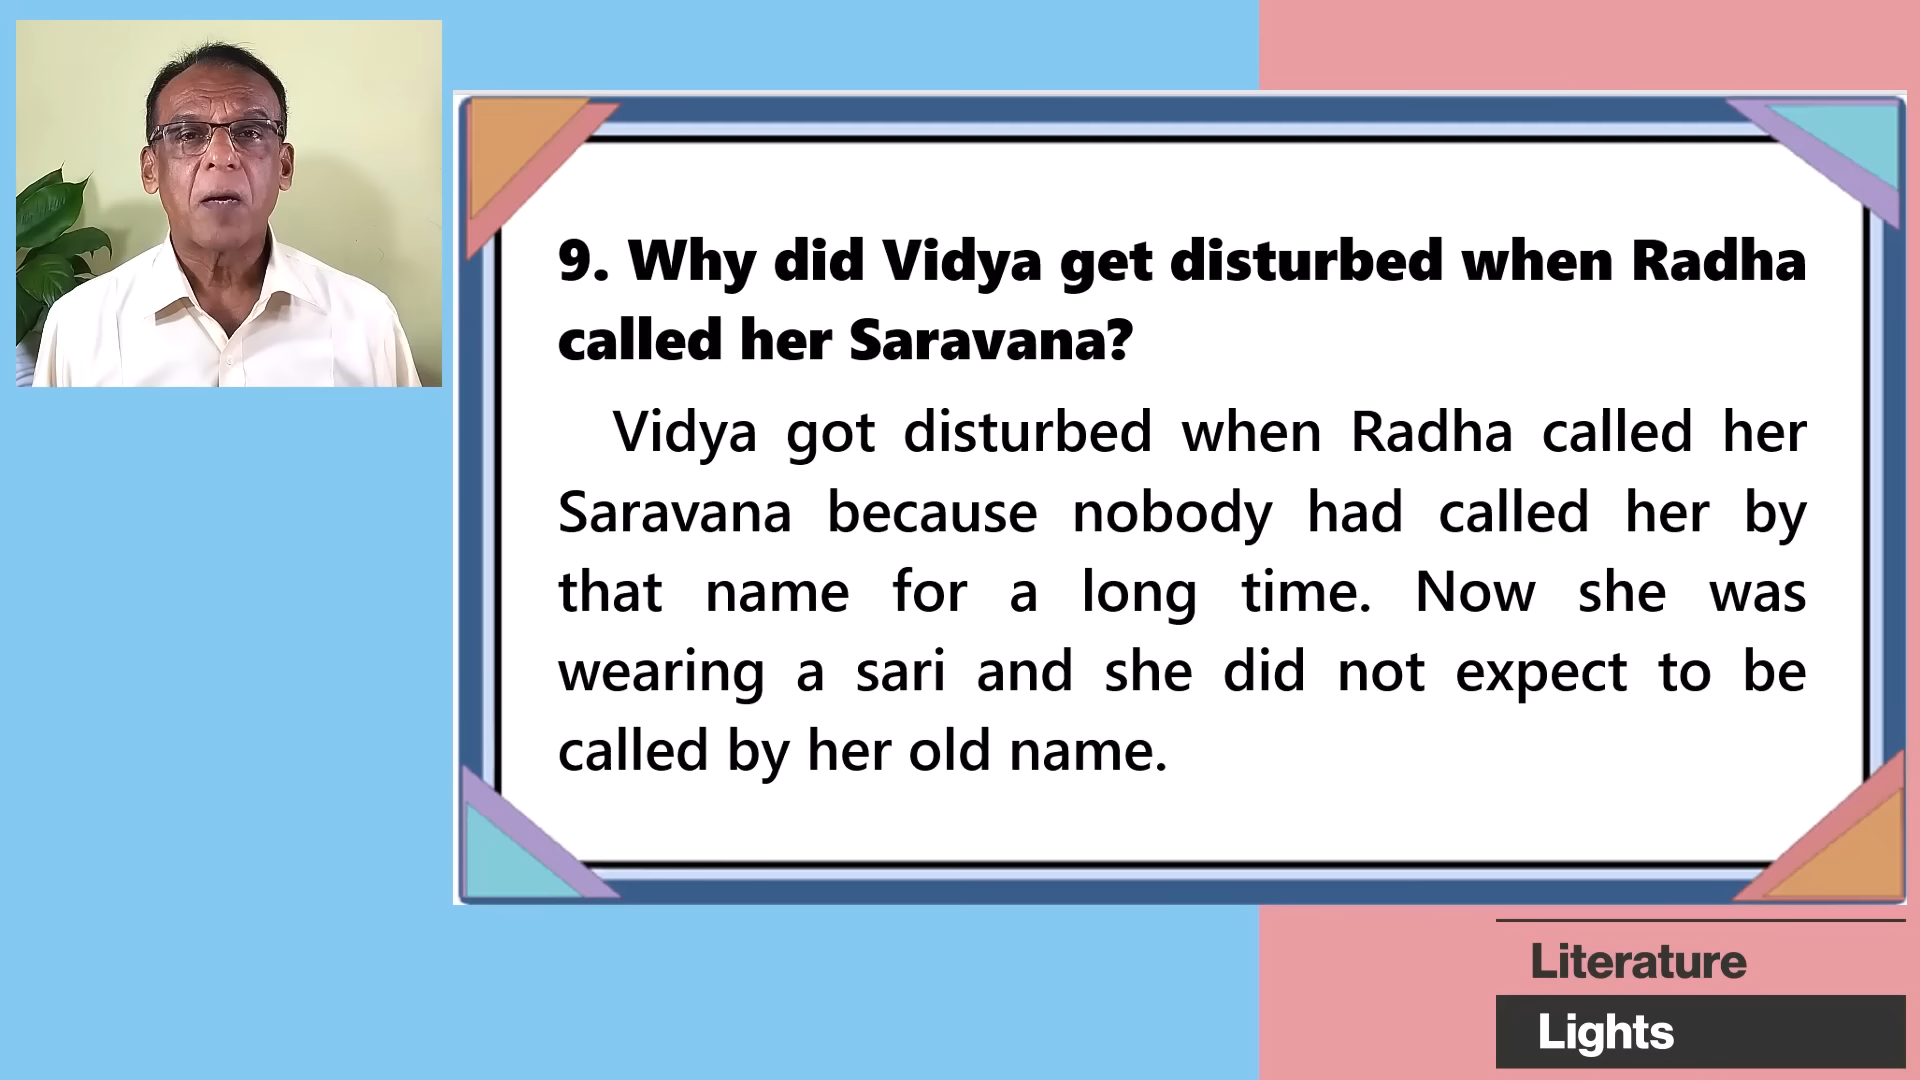 9. Why did Vidya get disturbed when Radha
called her Saravana?
Vidya got disturbed when Radha called her
Saravana because nobody had called her by
that name for a long time. Now she was
wearing a sari and she did not expect to be
called by her old name.
Literature
Lights